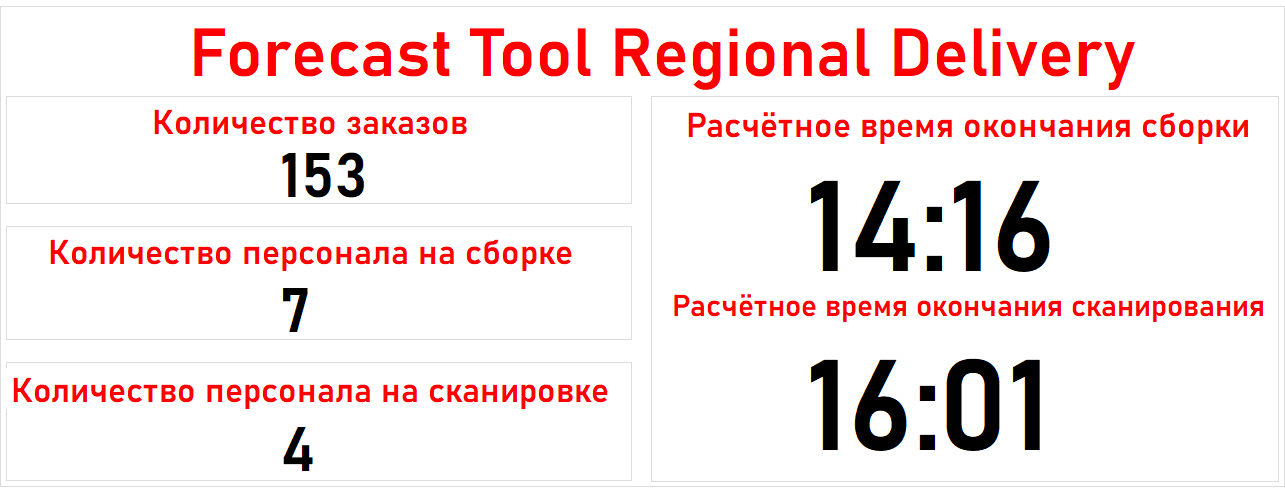 Forecast Tool Regional Delivery
Количество заказов
153
Количество персонала на сборке
7
Количество персонала на сканировке
4
Расчётное время окончания сборки
14:16
Расчётное время окончания сканирования
16:01